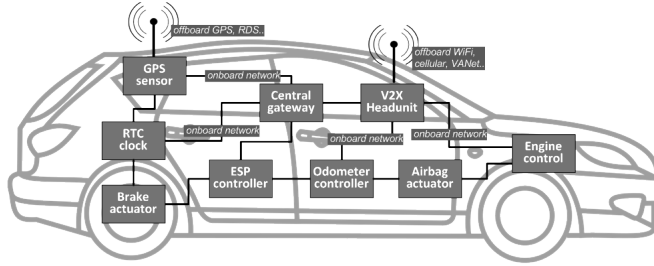 offboard GPS, RDS..
offboard WiFi,
cellular, VANet..
GPS
sensor
onboard network
Central
gateway
V2X
Headunit
RTC
clock
onboard network
onboard network
onboard network
Engine
control
ESP
controller
Odometer
controller
Airbag
actuator
Brake
actuator